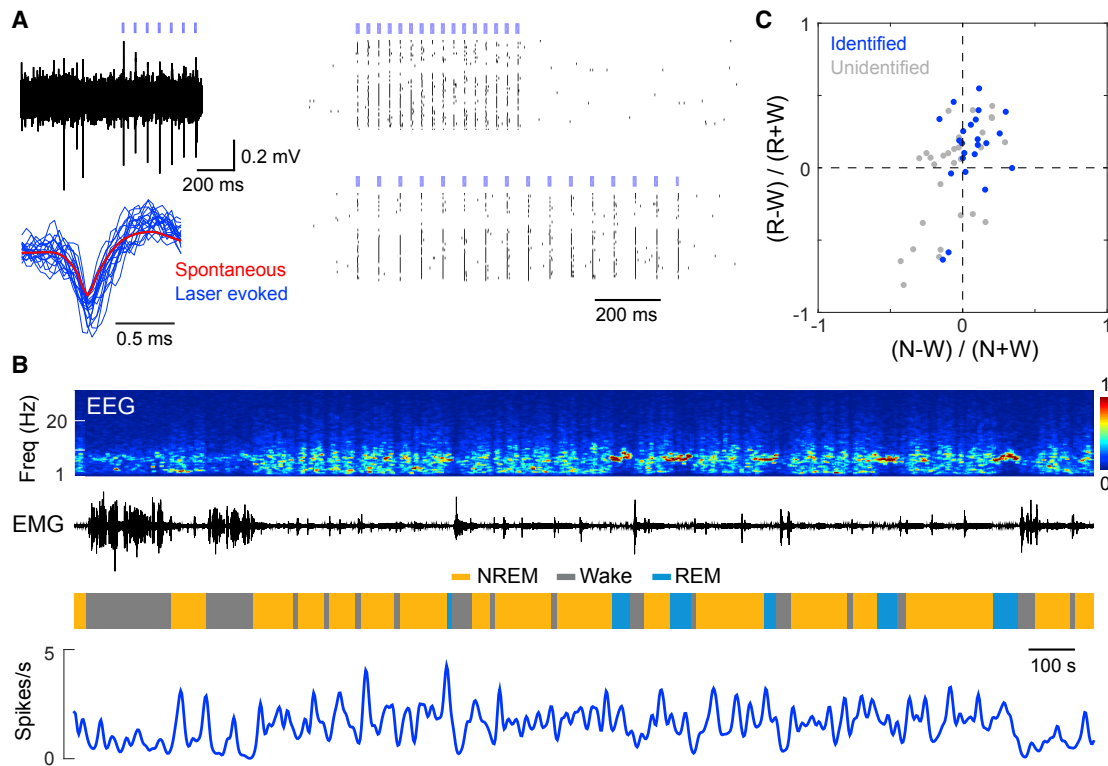 A
0.2 mV
200 ms
Spontaneous
Laser evoked
0.5 ms
200 ms
C
Identified
Unidentified
1
0
-1
-1
0
1
(R-W) / (R+W)
(N-W) / (N+W)
B
EEG
Freq (Hz)
20
1
1
0
EMG
NREM
Wake
REM
100 s
Spikes/s
5
0